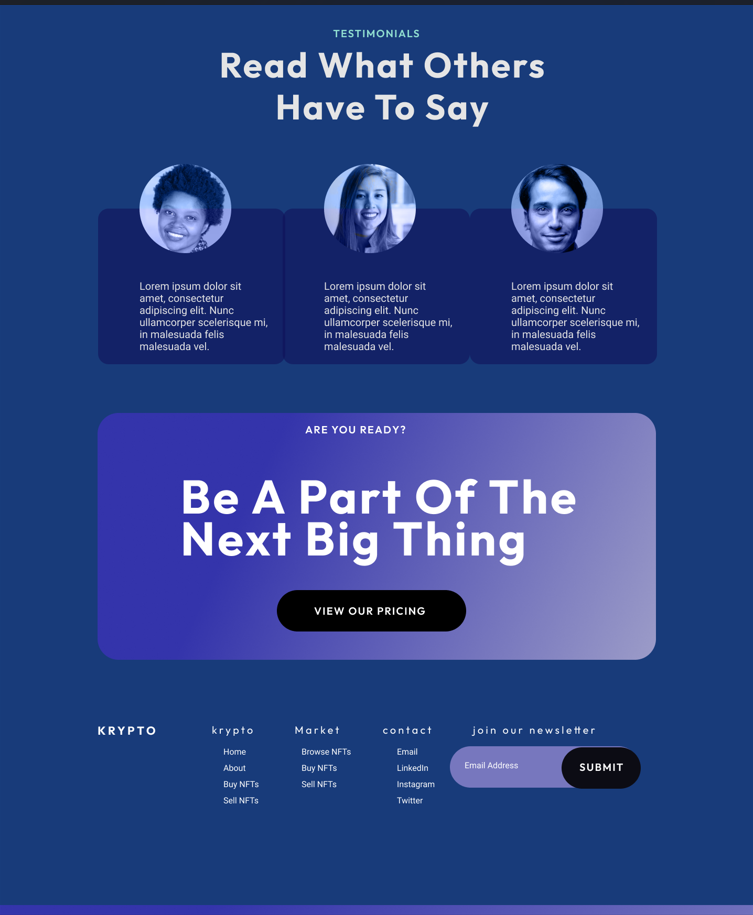 TESTIMONIALS
Read What Others
Have To Say
Lorem ipsum dolor sit
amet, consectetur
adipiscing elit. Nunc
ullamcorper scelerisque mi,
in malesuada felis
malesuada vel.
Lorem ipsum dolor sit
amet, consectetur
adipiscing elit. Nunc
ullamcorper scelerisque mi,
in malesuada felis
malesuada vel.
Lorem ipsum dolor sit
amet, consectetur
adipiscing elit. Nunc
ullamcorper scelerisque mi,
in malesuada felis
malesuada vel.
ARE YOU READY?
Be A Part Of The
Next Big Thing
VIEW OUR PRICING
KRYPTO
krypto
Home
About
Buy NFTs
Sell NFTs
Market
Browse NFTs
Buy NFTs
Sell NFTs
contact
Email
LinkedIn
Instagram
Twitter
join our newsletter
Email Address
SUBMIT